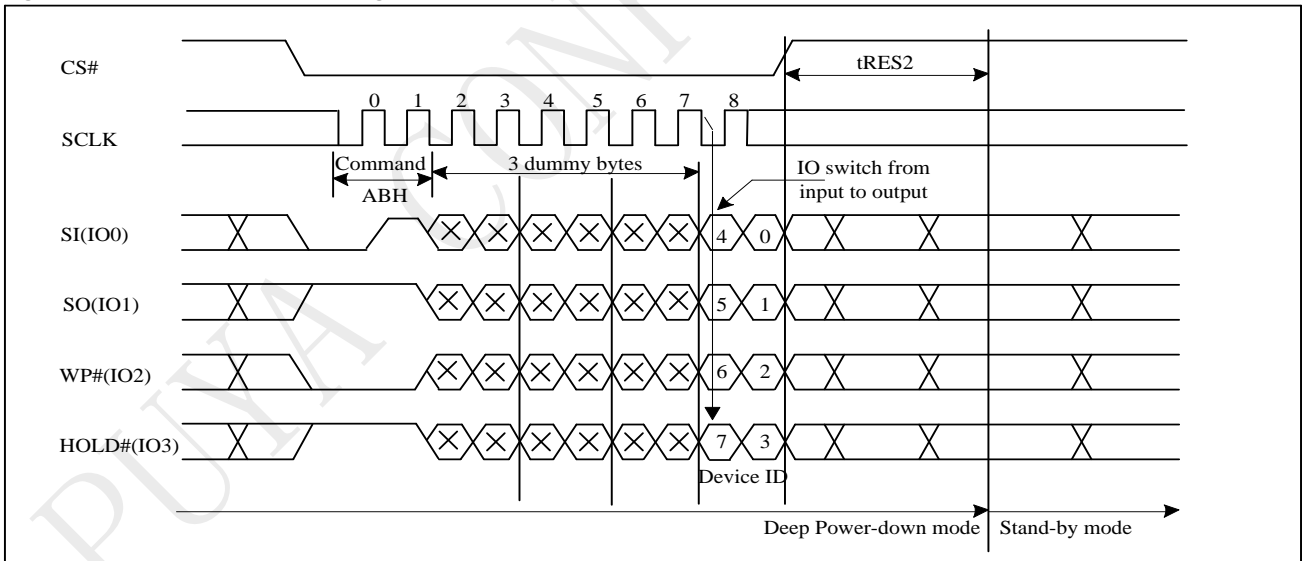 CS#
tRES2
0 1 2 3 4 5 6 7 8
SCLK
Command
3 dummy bytes
IO switch from
input to output
ABH
SI(IO0)
4 0
SO(IO1)
5 1
WP#(IO2)
6 2
HOLD#(IO3)
7 3
Device ID
Deep Power-down mode
Stand-by mode
PUYA CON